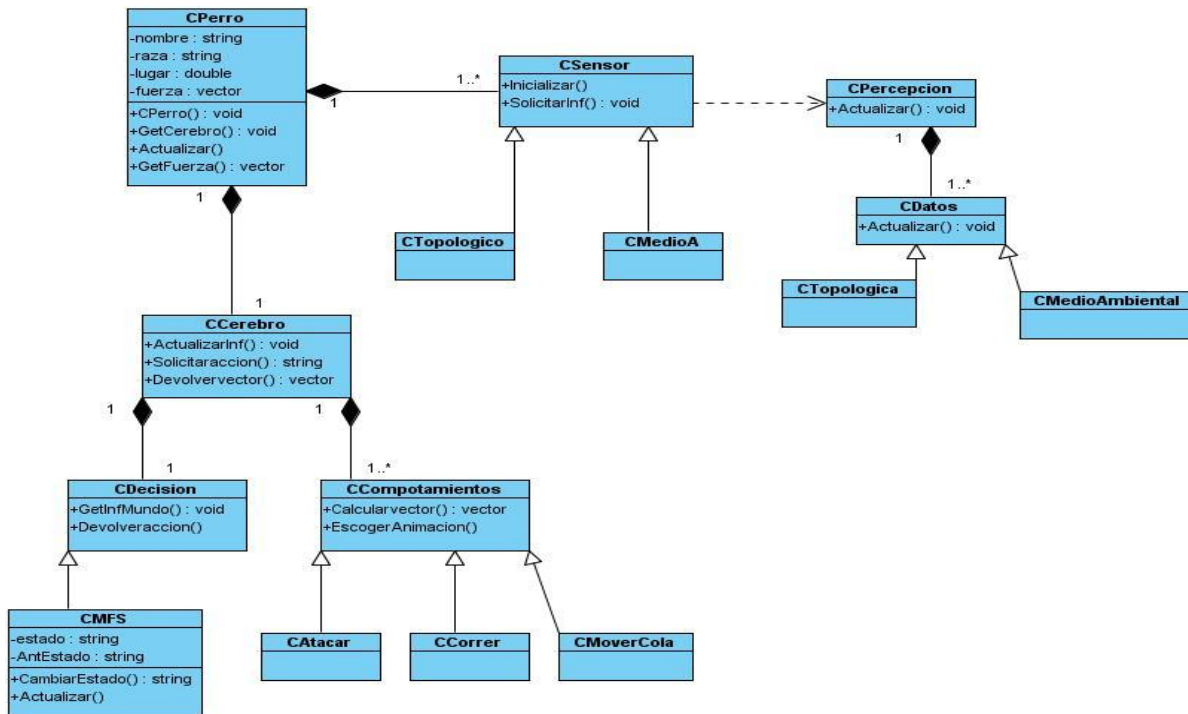 CPerro
-nombre : string
-raza : string
-lugar : double
-fuerza : vector
+CPerro() : void
+GetCerebro() : void
+Actualizar()
+GetFuerza() : vector
1
1..*
CSensor
+Inicializar()
+SolicitarInf() : void
CPercepcion
+Actualizar() : void
1
1..*
CDatos
+Actualizar() : void
CTopologico
CMedioA
CTopologica
CMedioAmbiental
1
1
CCerebro
+ActualizarInf() : void
+Solicitaraccion() : string
+Devolvervector() : vector
1
1
1
1..*
CDecision
+GetInfMundo() : void
+Devolveraccion()
CCompotamientos
+Calcularvector() : vector
+EscogerAnimacion()
CMFS
-estado : string
-AntEstado : string
+CambiarEstado() : string
+Actualizar()
CAtacar
CCorrer
CMoverCola